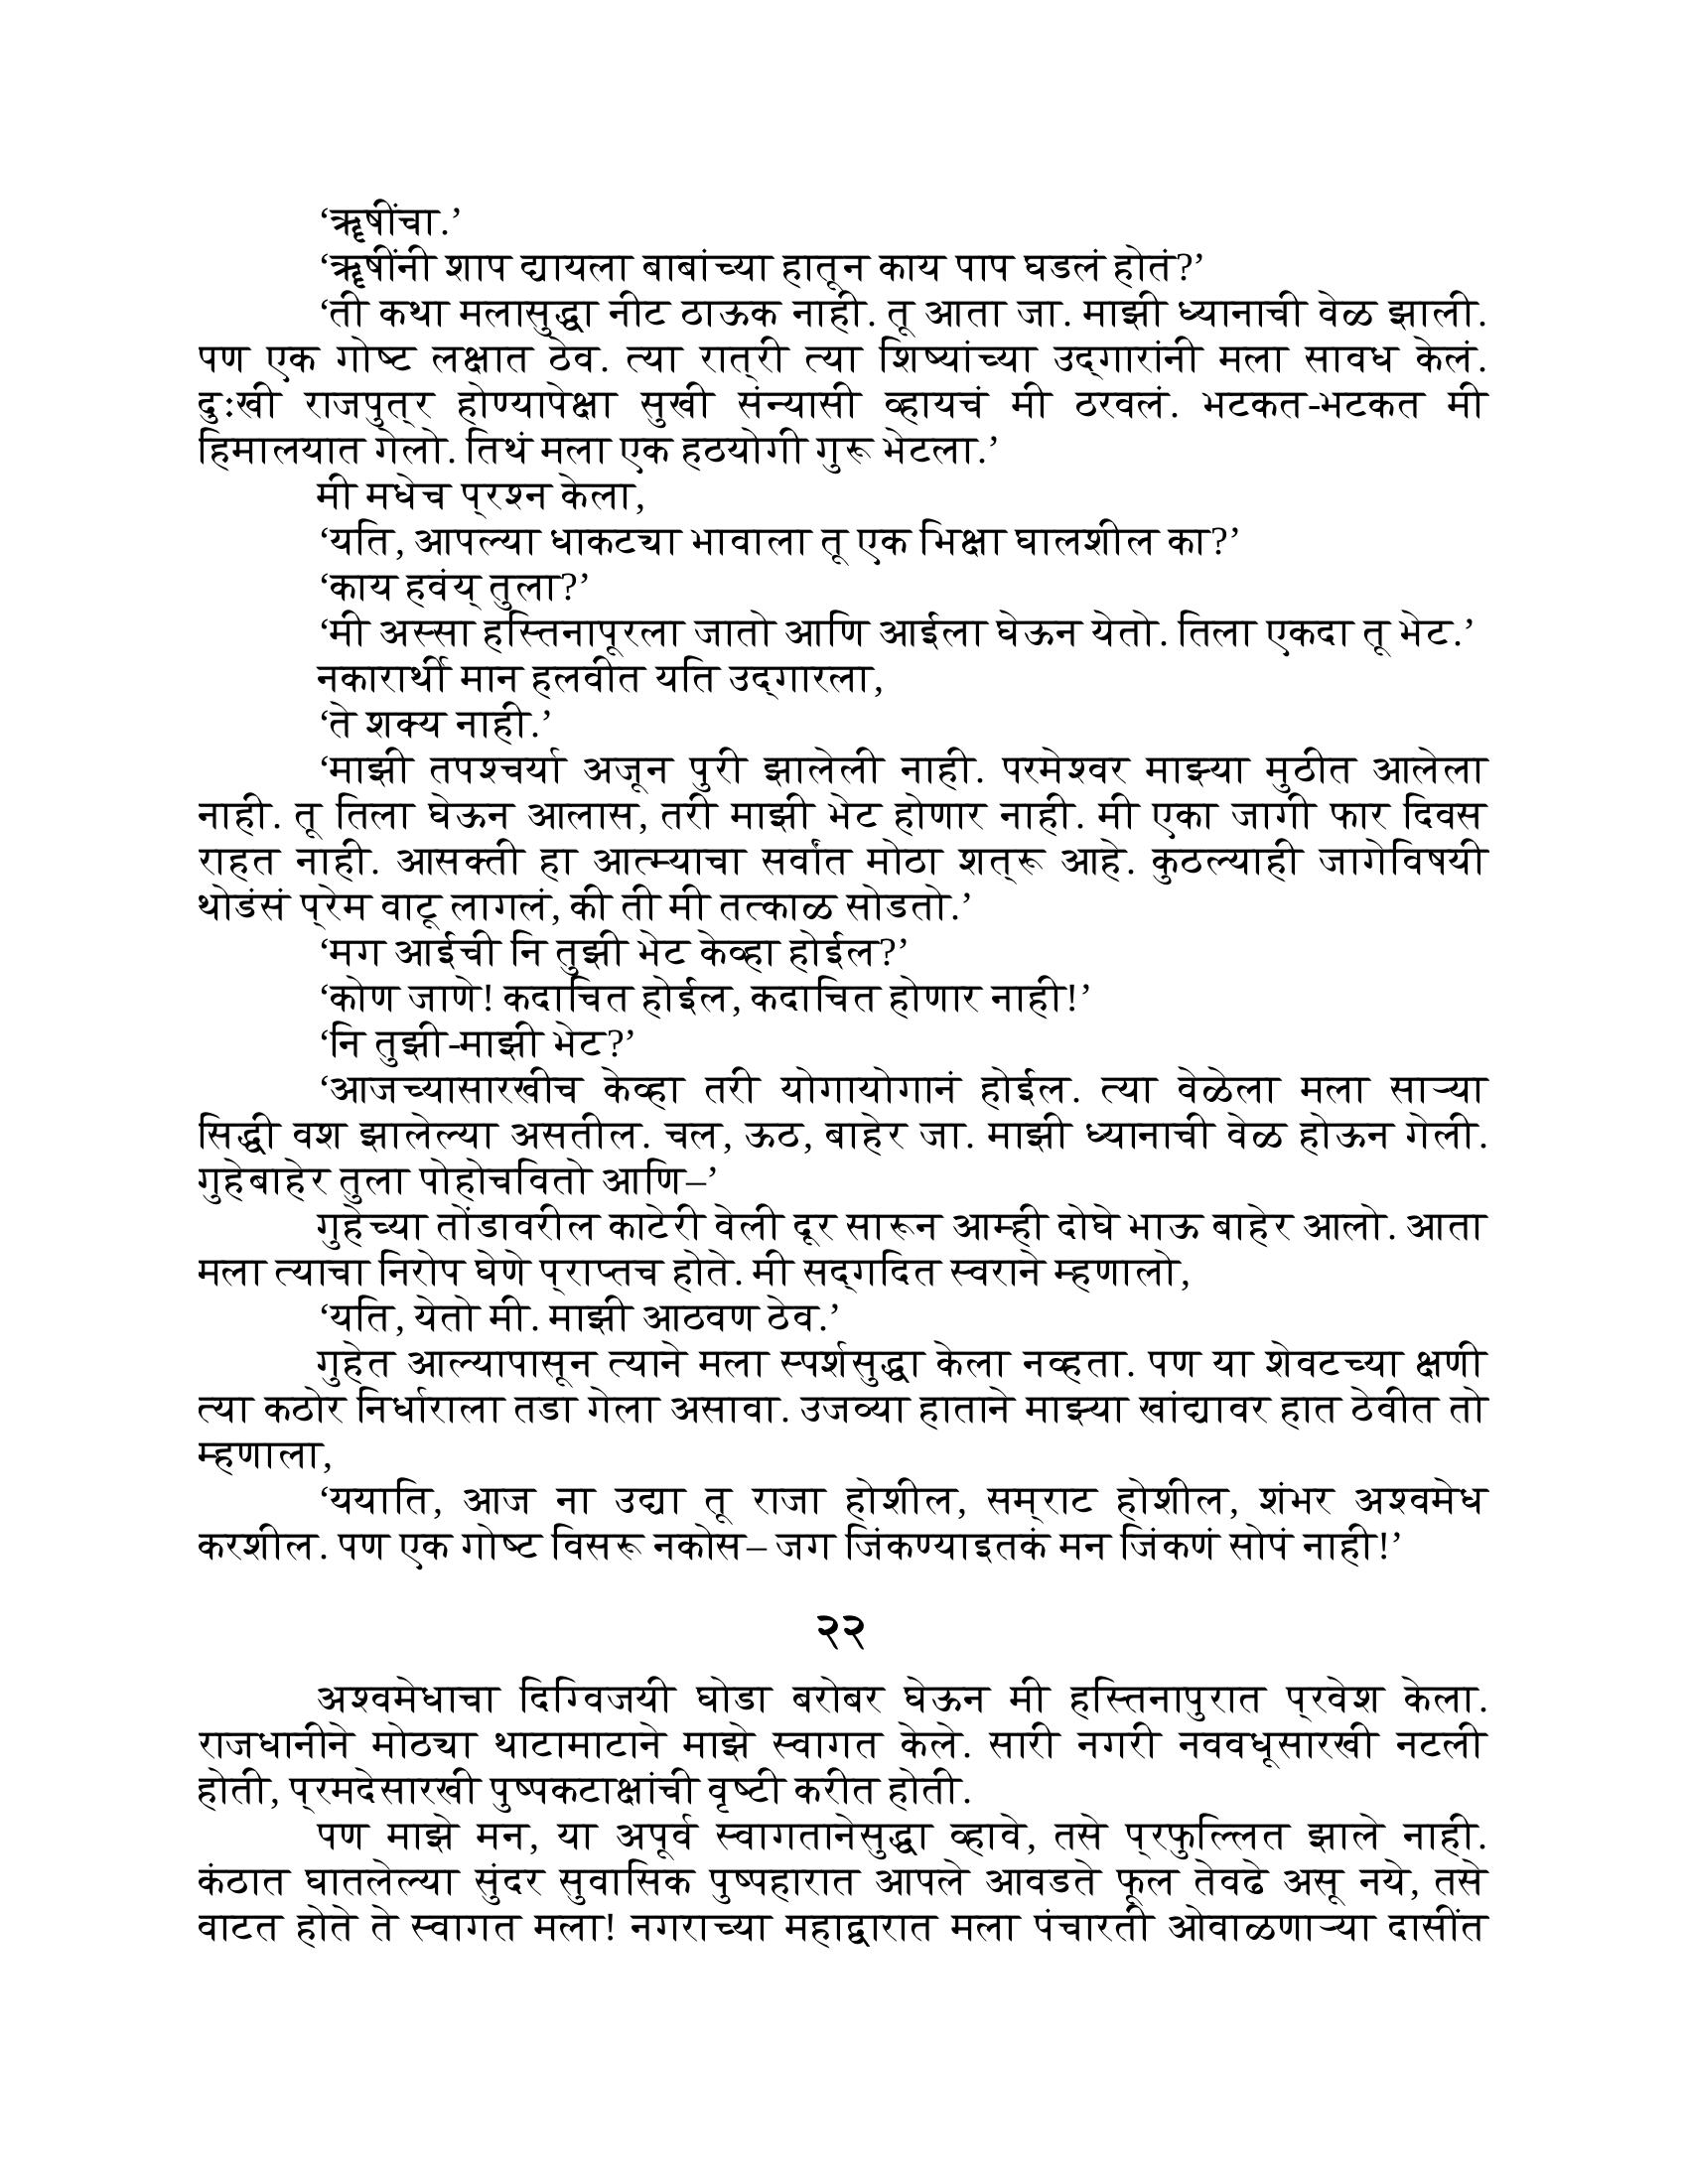 ‘ॠषींचा.’
‘ॠषींनी शाप द्यायला बाबांच्या हातून काय पाप घडलं होतं?’
‘ती कथा मलासुद्धा नीट ठाऊक नाही. तू आता जा. माझी ध्यानाची वेळ झाली.
पण एक गोष्ट लक्षात ठेव. त्या रात्री त्या शिष्यांच्या उद्‌गारांनी मला सावध केलं.
दुःखी राजपुत्र होण्यापेक्षा सुखी संन्यासी व्हायचं मी ठरवलं. भटकत-भटकत मी
हिमालयात गेलो. तिथं मला एक हठयोगी गुरू भेटला.’
मी मधेच प्रश्न केला,
‘यति, आपल्या धाकट्या भावाला तू एक भिक्षा घालशील का?’
‘काय हवंय् तुला?’
‘मी अस्सा हस्तिनापूरला जातो आणि आईला घेऊन येतो. तिला एकदा तू भेट.’
नकारार्थी मान हलवीत यति उद्‌गारला,
‘ते शक्य नाही.’
‘माझी तपश्चर्या अजून पुरी झालेली नाही. परमेश्वर माझ्या मुठीत आलेला
नाही. तू तिला घेऊन आलास, तरी माझी भेट होणार नाही. मी एका जागी फार दिवस
राहत नाही. आसक्ती हा आत्म्याचा सर्वांत मोठा शत्रू आहे. कुठल्याही जागेविषयी
थोडंसं प्रेम वाटू लागलं, की ती मी तत्काळ सोडतो.’
‘मग आईची नि तुझी भेट केव्हा होईल?’
‘कोण जाणे! कदाचित होईल, कदाचित होणार नाही!’
‘नि तुझी-माझी भेट?’
‘आजच्यासारखीच केव्हा तरी योगायोगानं होईल. त्या वेळेला मला साऱ्या
सिद्धी वश झालेल्या असतील. चल, ऊठ, बाहेर जा. माझी ध्यानाची वेळ होऊन गेली.
गुहेबाहेर तुला पोहोचवितो आणि–’
गुहेच्या तोंडावरील काटेरी वेली दूर सारून आम्ही दोघे भाऊ बाहेर आलो. आता
मला त्याचा निरोप घेणे प्राप्तच होते. मी सद्‌गदित स्वराने म्हणालो,
‘यति, येतो मी. माझी आठवण ठेव.’
गुहेत आल्यापासून त्याने मला स्पर्शसुद्धा केला नव्हता. पण या शेवटच्या क्षणी
त्या कठोर निर्धाराला तडा गेला असावा. उजव्या हाताने माझ्या खांद्यावर हात ठेवीत तो
म्हणाला,
‘ययाति, आज ना उद्या तू राजा होशील, सम्राट होशील, शंभर अश्वमेध
करशील. पण एक गोष्ट विसरू नकोस– जग जिंकण्याइतकं मन जिंकणं सोपं नाही!’
२२
अश्वमेधाचा दिग्विजयी घोडा बरोबर घेऊन मी हस्तिनापुरात प्रवेश केला.
राजधानीने मोठ्या थाटामाटाने माझे स्वागत केले. सारी नगरी नववधूसारखी नटली
होती, प्रमदेसारखी पुष्पकटाक्षांची वृष्टी करीत होती.
पण माझे मन, या अपूर्व स्वागतानेसुद्धा व्हावे, तसे प्रफुल्लित झाले नाही.
कंठात घातलेल्या सुंदर सुवासिक पुष्पहारात आपले आवडते फूल तेवढे असू नये, तसे
वाटत होते ते स्वागत मला! नगराच्या महाद्वारात मला पंचारती ओवाळणाऱ्या दासींत